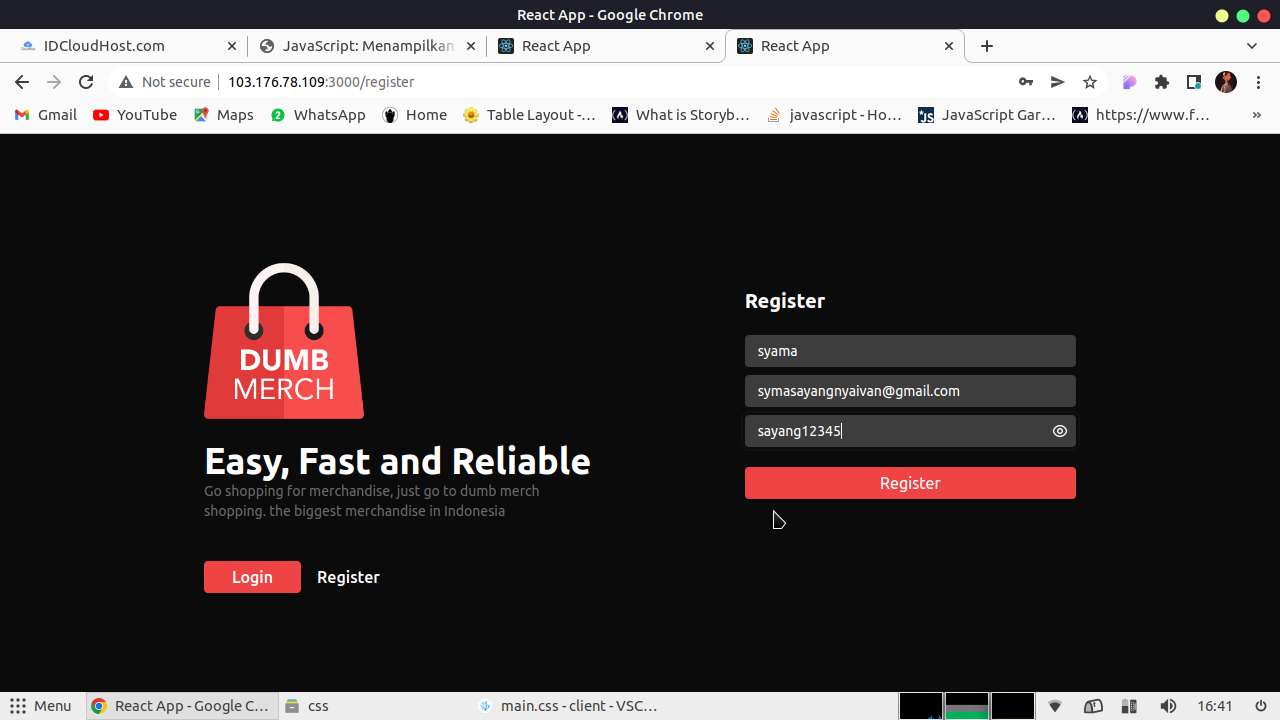 React App - Google Chrome
IDCloudHost.com
JavaScript: Menampilkan
React App
React App
Not secure
103.176.78.109:3000/register
Gmail
YouTube
Maps
2
WhatsApp
Home
Table Layout -...
What is Storyb...
javascript - Ho...
JS
JavaScript Gar...
https://www.f...
»
DUMB
MERCH
Easy, Fast and Reliable
Go shopping for merchandise, just go to dumb merch
shopping. the biggest merchandise in Indonesia
Login
Register
Register
syama
symasayangnyaivan@gmail.com
sayang12345
Register
Menu
React App - Google C...
css
main.css - client - VSC...
16:41